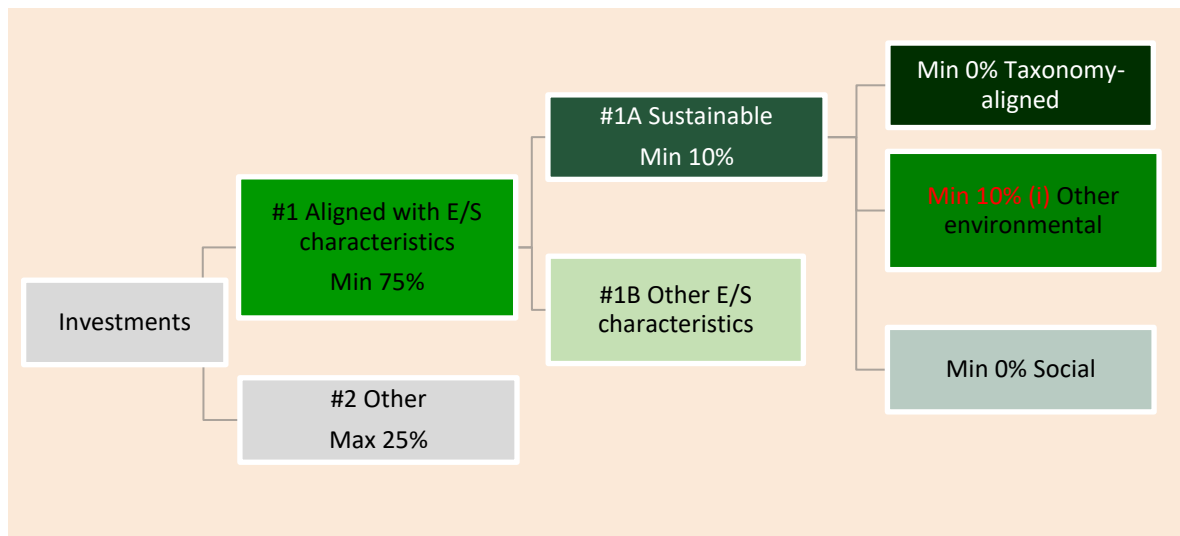 Investments
#1 Aligned with E/S
characteristics
Min 75%
#2 Other
Max 25%
#1A Sustainable
Min 10%
#1B Other E/S
characteristics
Min 0% Taxonomy-
aligned
Min 10% (i) Other
environmental
Min 0% Social